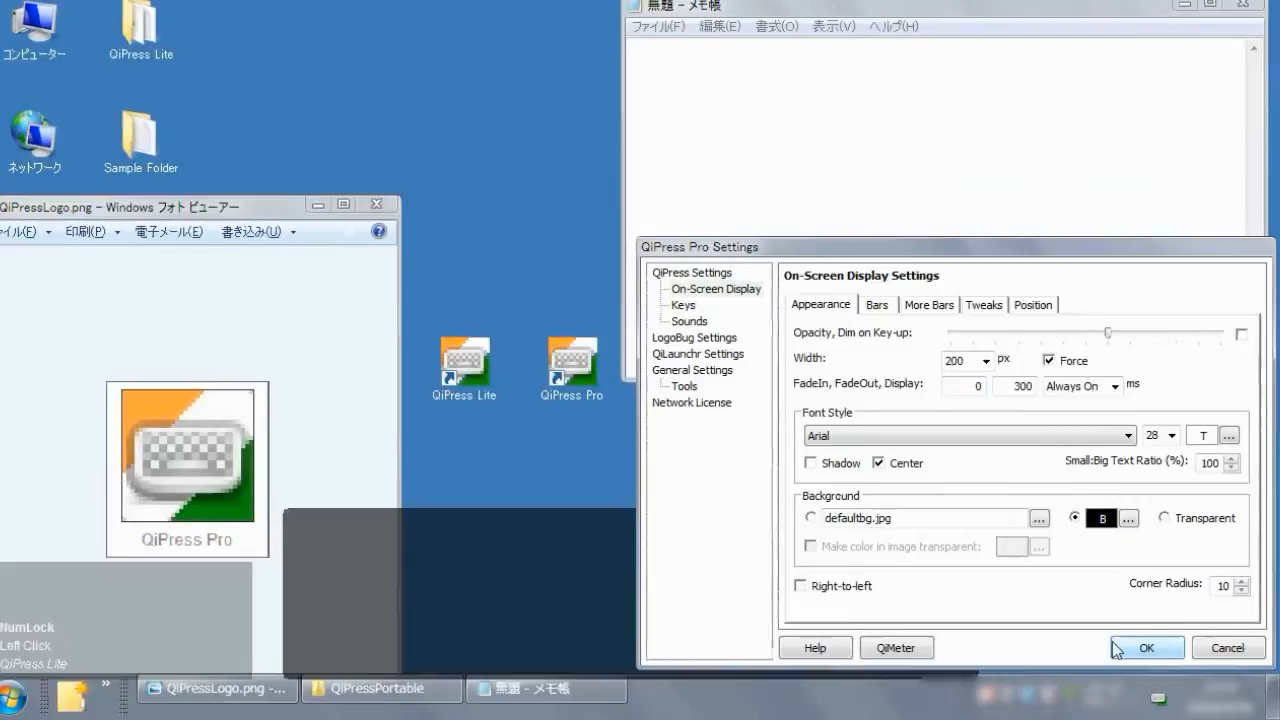 無題 - メモ帳
ファイル(F) 編集(E) 書式(O) 表示(V) ヘルプ(H)
コンピューター
QiPress Lite
ネットワーク
Sample Folder
QiPressLogo.png - Windows フォト ビューアー
イル(F) 印刷(P) 電子メール(E) 書き込み(U)
QiPress Pro
NumLock
Left Click
QiPress Lite
QiPress Lite
QiPress Pro
QiPress Pro Settings
QiPress Settings
On-Screen Display
Keys
Sounds
LogoBug Settings
QiLaunchr Settings
General Settings
Tools
Network License
On-Screen Display Settings
Appearance Bars More Bars Tweaks Position
Opacity, Dim on Key-up:
Width: 200 px Force
FadeIn, FadeOut, Display: 0 300 Always On ms
Font Style
Arial 28 T ...
Shadow Center Small:Big Text Ratio (%): 100
Background
defaultbg.jpg ... B ... Transparent
Make color in image transparent: ...
Right-to-left Corner Radius: 10
Help QiMeter OK Cancel
QiPressLogo.png - ... QiPressPortable 無題 - メモ帳